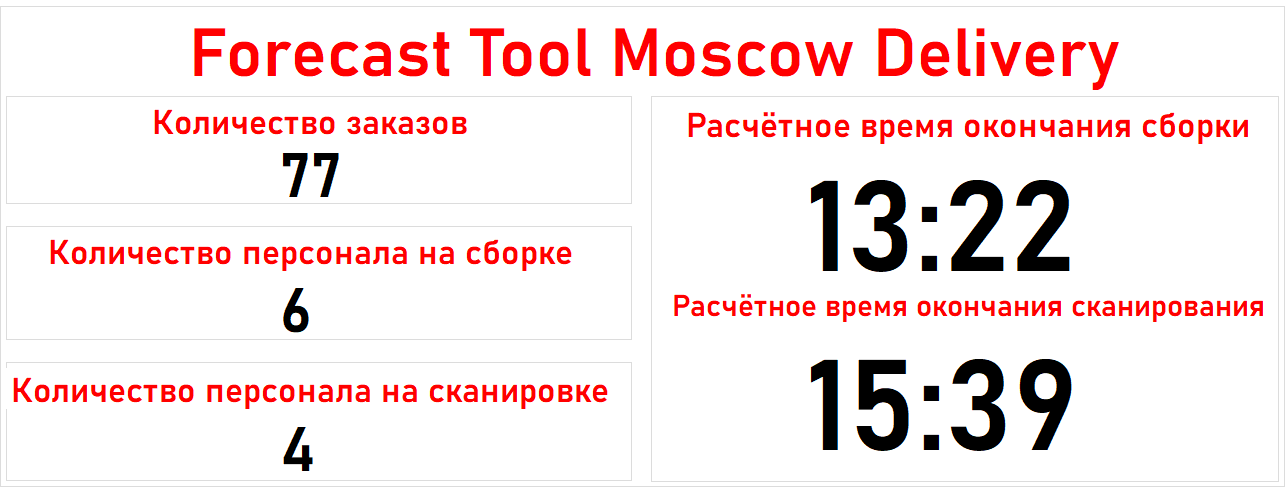 Forecast Tool Moscow Delivery
Количество заказов
77
Количество персонала на сборке
6
Количество персонала на сканировке
4
Расчётное время окончания сборки
13:22
Расчётное время окончания сканирования
15:39